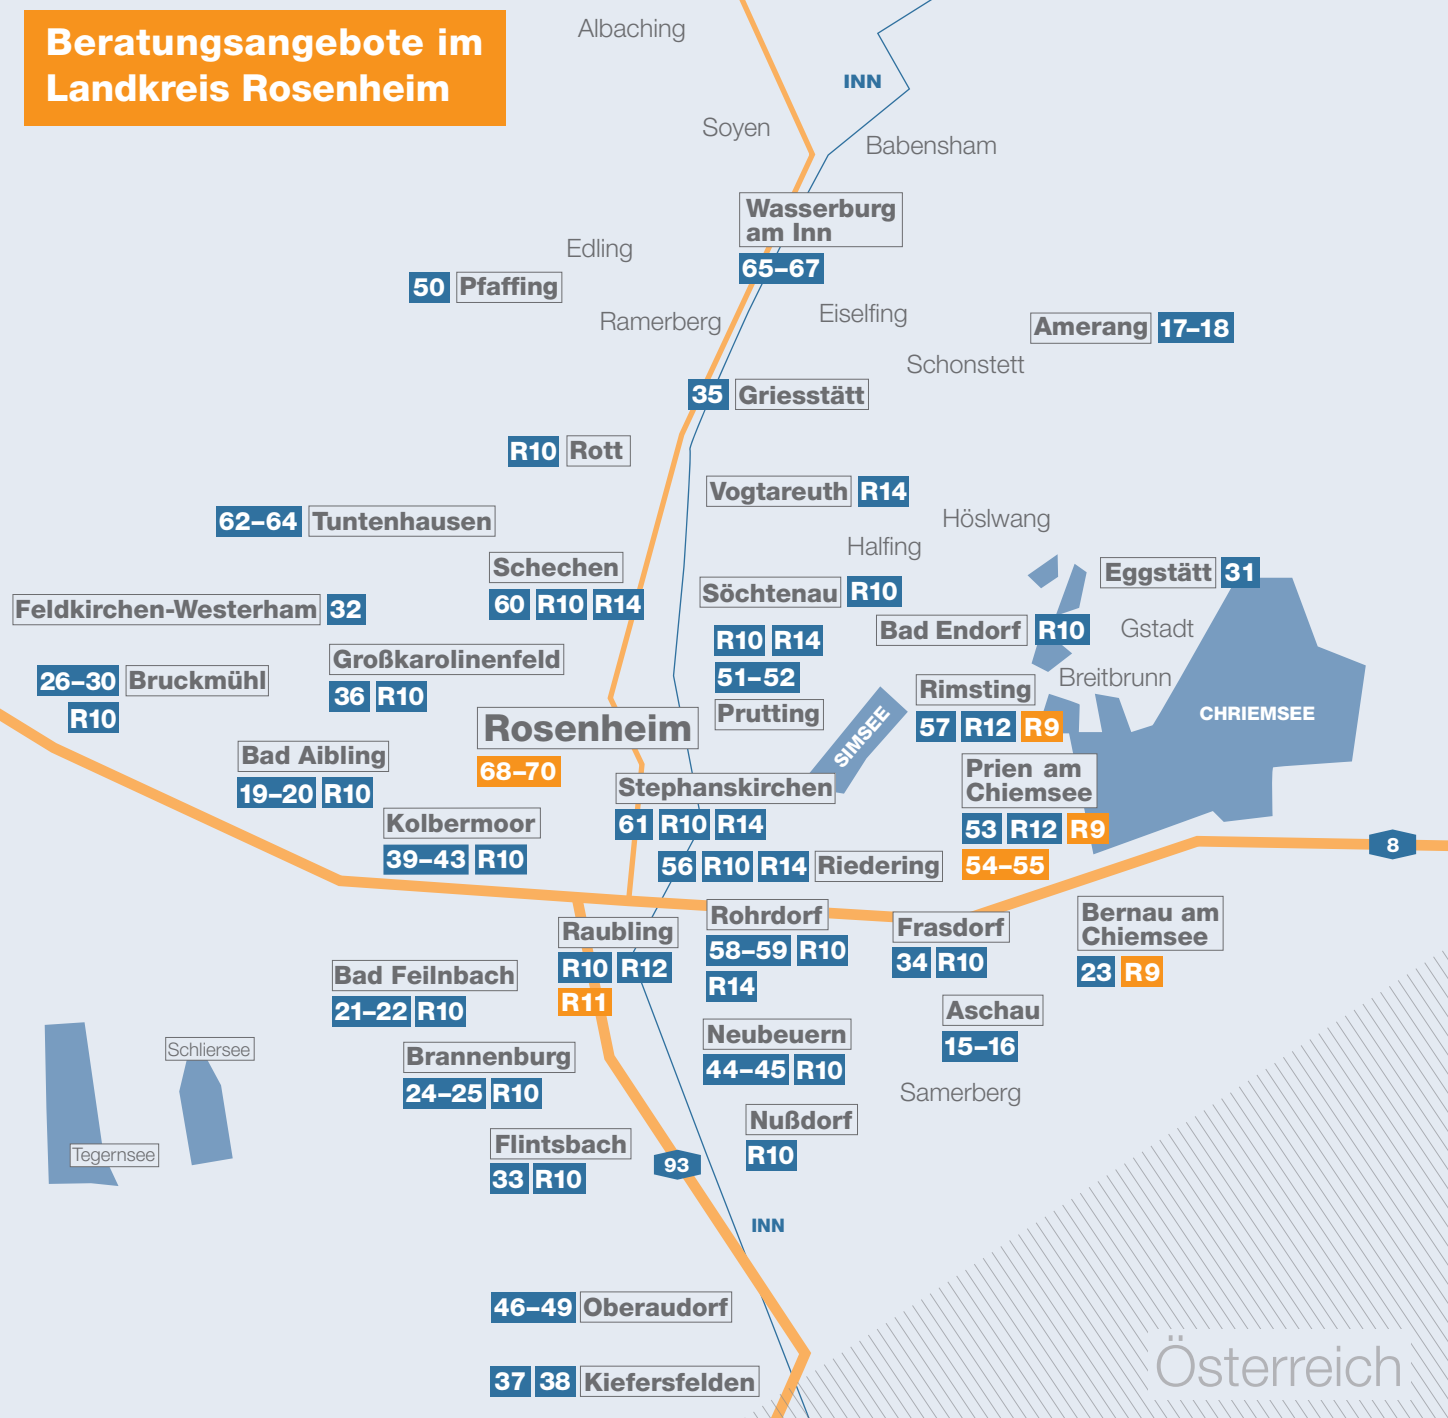 Beratungsangebote im
Landkreis Rosenheim
Albaching
INN
Soyen
Babensham
Wasserburg
am Inn
65–67
Edling
50 Pfaffing
Ramerberg
Eiselfing
Amerang 17–18
Schonstett
35 Griesstätt
R10 Rott
Vogtareuth R14
62–64 Tuntenhausen
Höslwang
Halfing
Schechen
60 R10 R14
Eggstätt 31
Söchtenau R10
Feldkirchen-Westerham 32
Bad Endorf R10
Gstadt
R10 R14
51–52
Prutting
Großkarolinenfeld
36 R10
26–30 Bruckmühl
R10
Breitbrunn
Rimsting
57 R12 R9
CHRIEMSEE
SIMSEE
Rosenheim
68–70
Bad Aibling
19–20 R10
Stephanskirchen
61 R10 R14
Prien am
Chiemsee
53 R12 R9
54–55
Kolbermoor
39–43 R10
8
56 R10 R14 Riedering
Rohrdorf
58–59 R10
R14
Frasdorf
34 R10
Bernau am
Chiemsee
23 R9
Raubling
R10 R12
R11
Bad Feilnbach
21–22 R10
Aschau
15–16
Neubeuern
44–45 R10
Schliersee
Brannenburg
24–25 R10
Samerberg
Nußdorf
R10
Tegernsee
Flintsbach
33 R10
93
INN
46–49 Oberaudorf
Österreich
37 38 Kiefersfelden